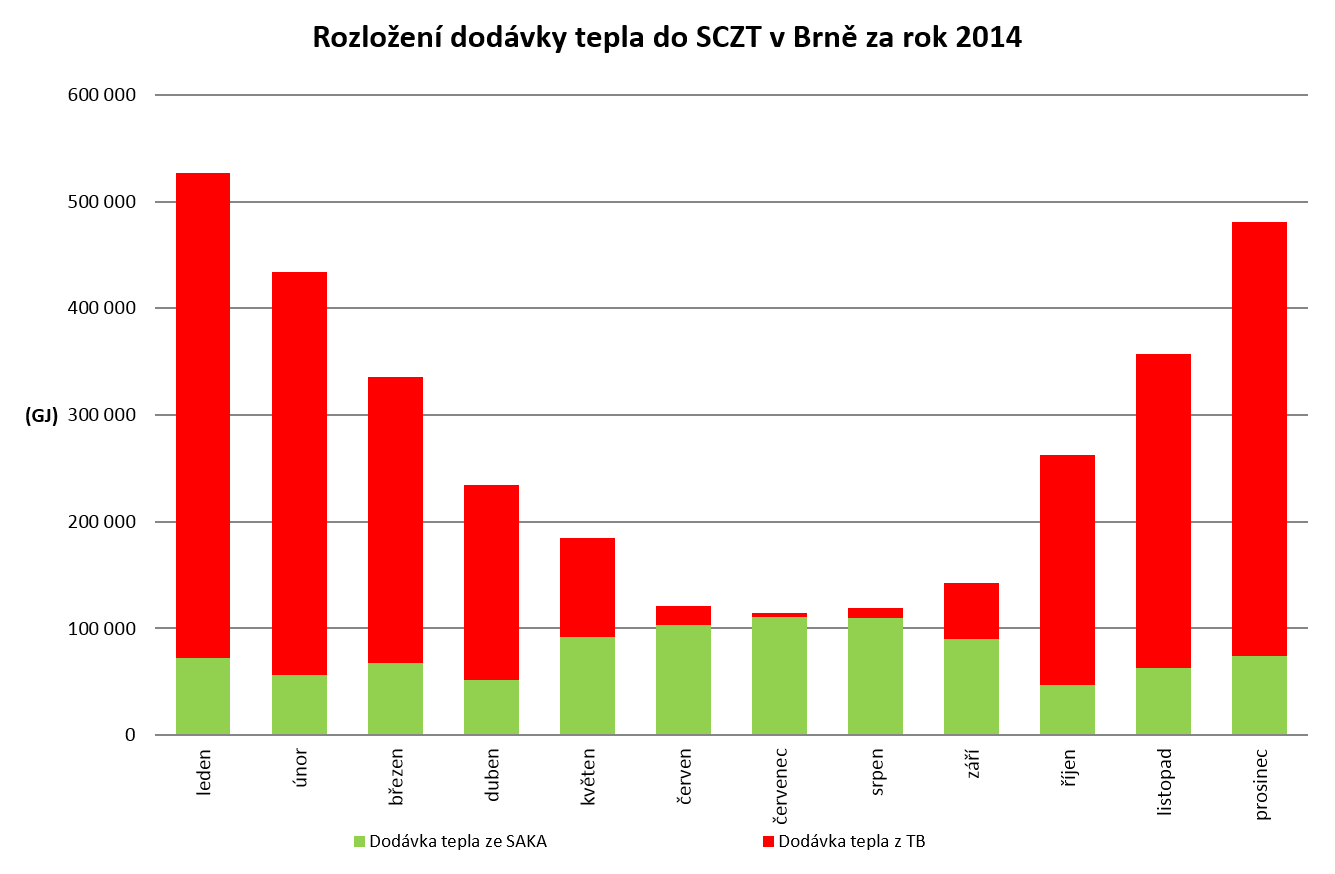 Rozložení dodávky tepla do SCZT v Brně za rok 2014
600 000
500 000
400 000
(GJ) 300 000
200 000
100 000
0
leden
únor
březen
duben
květen
červen
červenec
srpen
září
říjen
listopad
prosinec
Dodávka tepla ze SAKA
Dodávka tepla z TB